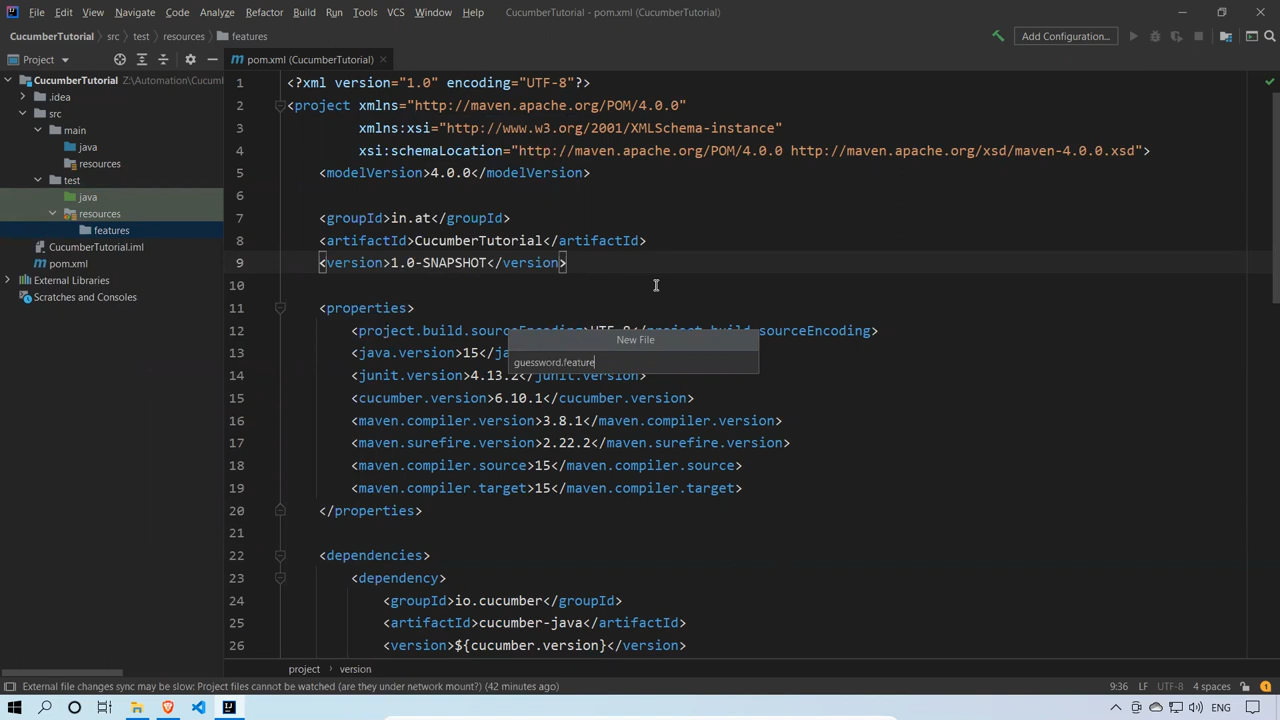 File Edit View Navigate Code Analyze Refactor Build Run Tools VCS Window Help CucumberTutorial - pom.xml (CucumberTutorial)
CucumberTutorial src test resources features Add Configuration...
Project pom.xml (CucumberTutorial)
CucumberTutorial Z:\Automation\Cucum
.idea
src
main
java
resources
test
java
resources
features
CucumberTutorial.iml
pom.xml
External Libraries
Scratches and Consoles
1 <?xml version="1.0" encoding="UTF-8"?>
2 <project xmlns="http://maven.apache.org/POM/4.0.0"
3 xmlns:xsi="http://www.w3.org/2001/XMLSchema-instance"
4 xsi:schemaLocation="http://maven.apache.org/POM/4.0.0 http://maven.apache.org/xsd/maven-4.0.0.xsd">
5 <modelVersion>4.0.0</modelVersion>
6
7 <groupId>in.at</groupId>
8 <artifactId>CucumberTutorial</artifactId>
9 <version>1.0-SNAPSHOT</version>
10
11 <properties>
12 <project.build.sourceEncoding>UTF-8</project.build.sourceEncoding>
13 <java.version>15</j
14 <junit.version>4.13.2</junit.version>
15 <cucumber.version>6.10.1</cucumber.version>
16 <maven.compiler.version>3.8.1</maven.compiler.version>
17 <maven.surefire.version>2.22.2</maven.surefire.version>
18 <maven.compiler.source>15</maven.compiler.source>
19 <maven.compiler.target>15</maven.compiler.target>
20 </properties>
21
22 <dependencies>
23 <dependency>
24 <groupId>io.cucumber</groupId>
25 <artifactId>cucumber-java</artifactId>
26 <version>${cucumber.version}</version>
New File
guessword.feature
project version
External file changes sync may be slow: Project files cannot be watched (are they under network mount?) (42 minutes ago) 9:36 LF UTF-8 4 spaces
ENG